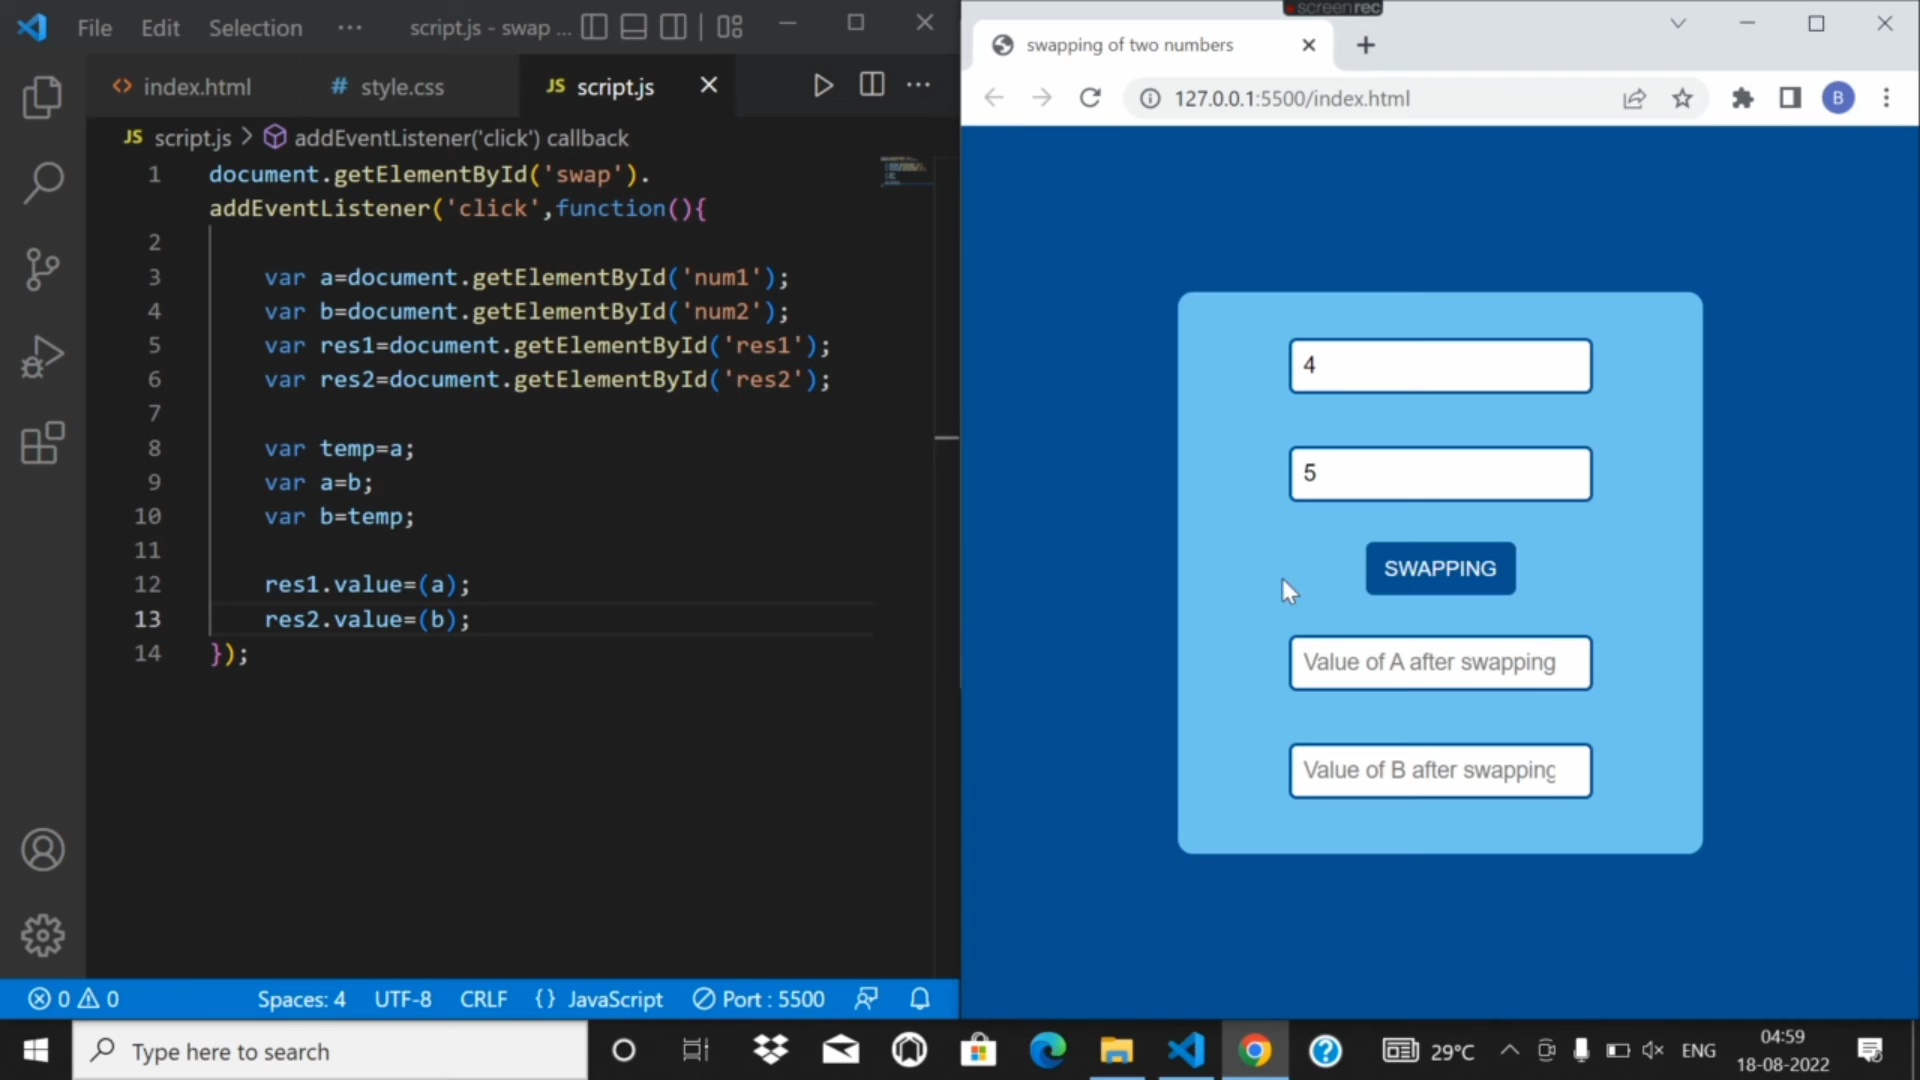 File Edit Selection ··· script.js - swap ...
index.html # style.css JS script.js
JS script.js > addEventListener('click') callback
1 document.getElementById('swap').
addEventListener('click',function(){
2
3 var a=document.getElementById('num1');
4 var b=document.getElementById('num2');
5 var res1=document.getElementById('res1');
6 var res2=document.getElementById('res2');
7
8 var temp=a;
9 var a=b;
10 var b=temp;
11
12 res1.value=(a);
13 res2.value=(b);
14 });
0 0 Spaces: 4 UTF-8 CRLF {} JavaScript Port : 5500
screenrec
swapping of two numbers
127.0.0.1:5500/index.html B
4
5
SWAPPING
Value of A after swapping
Value of B after swapping
Type here to search
29°C ENG
04:59
18-08-2022